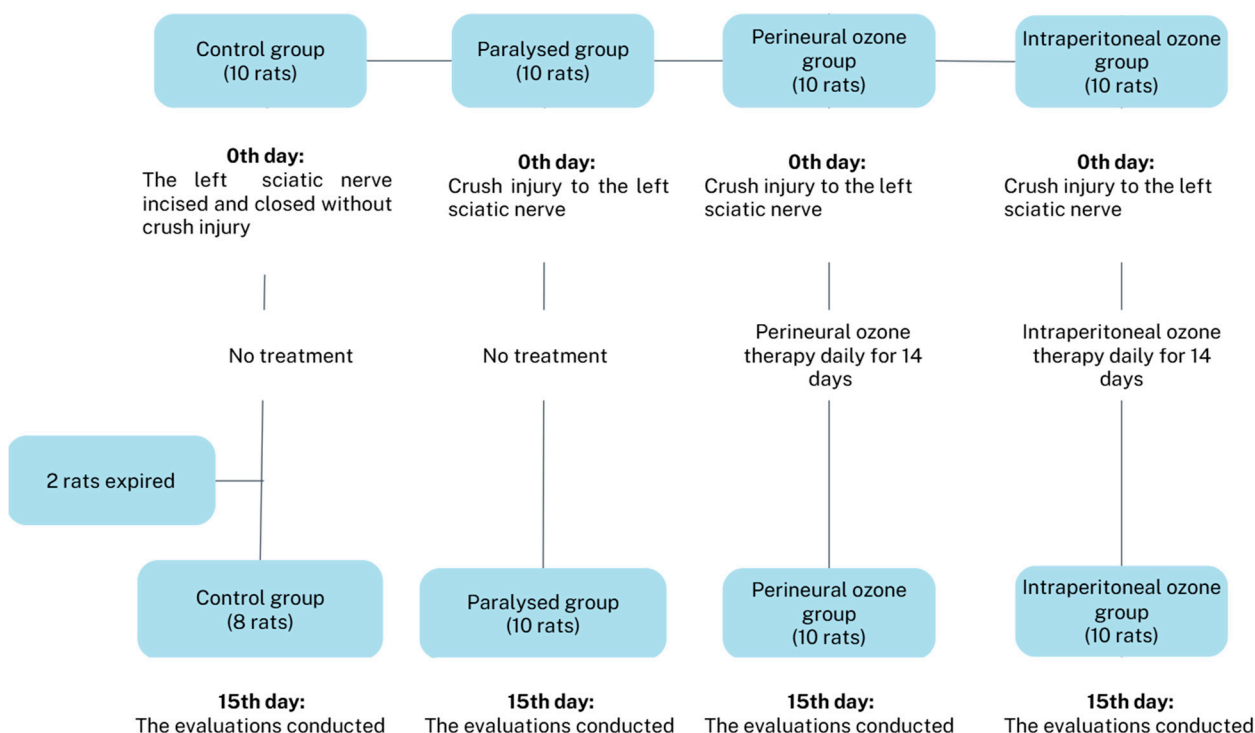 Control group
(10 rats)
Paralysed group
(10 rats)
Perineural ozone
group
(10 rats)
Intraperitoneal ozone
group
(10 rats)
0th day:
The left sciatic nerve
incised and closed without
crush injury
0th day:
Crush injury to the left
sciatic nerve
0th day:
Crush injury to the left
sciatic nerve
0th day:
Crush injury to the left
sciatic nerve
No treatment
No treatment
Perineural ozone
therapy daily for 14
days
Intraperitoneal ozone
therapy daily for 14
days
2 rats expired
Control group
(8 rats)
Paralysed group
(10 rats)
Perineural ozone
group
(10 rats)
Intraperitoneal ozone
group
(10 rats)
15th day:
The evaluations conducted
15th day:
The evaluations conducted
15th day:
The evaluations conducted
15th day:
The evaluations conducted